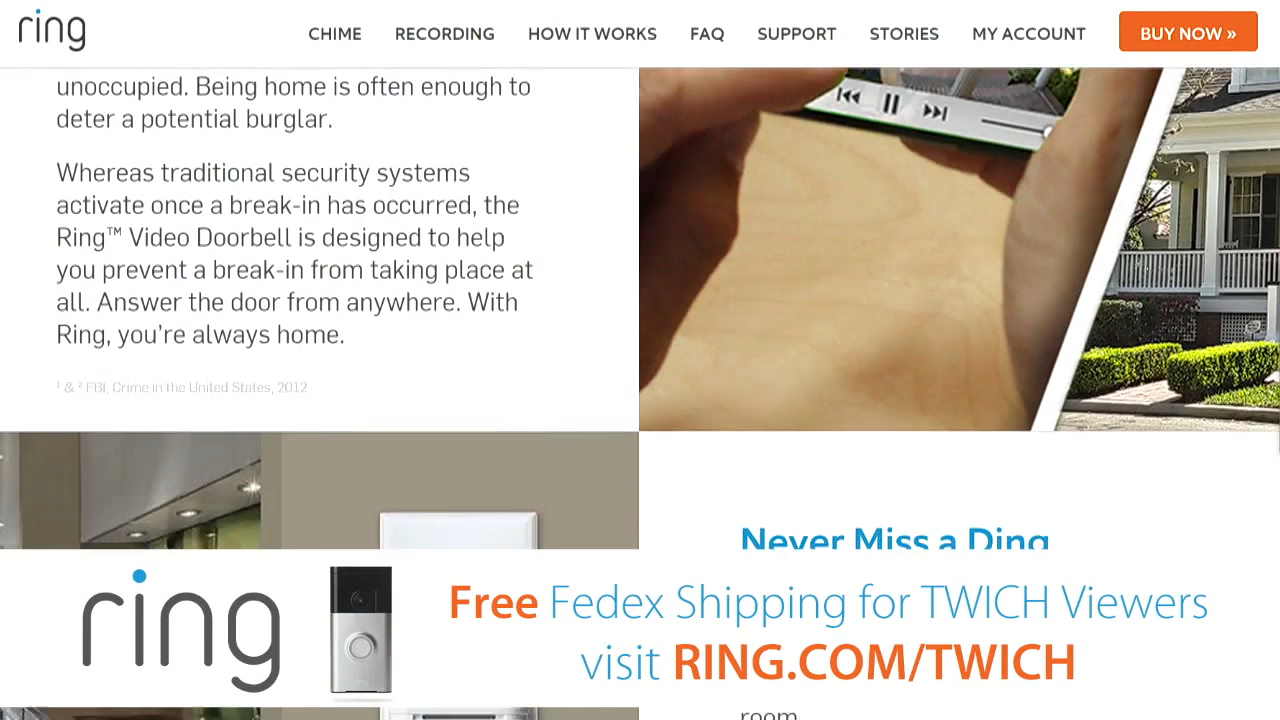 ring
CHIME RECORDING HOW IT WORKS FAQ SUPPORT STORIES MY ACCOUNT BUY NOW »
unoccupied. Being home is often enough to
deter a potential burglar.
Whereas traditional security systems
activate once a break-in has occurred, the
Ring™ Video Doorbell is designed to help
you prevent a break-in from taking place at
all. Answer the door from anywhere. With
Ring, you’re always home.
¹ & ² FBI, Crime in the United States, 2012
Never Miss a Ding
ring
ring
Free Fedex Shipping for TWICH Viewers
visit RING.COM/TWICH
room